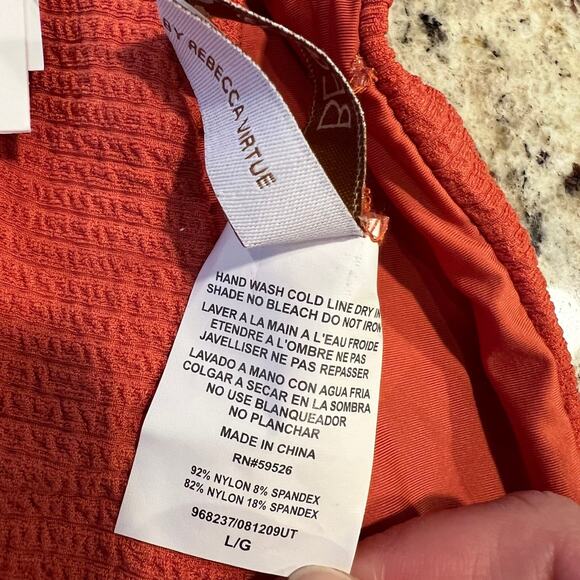 BY REBECCA VIRTUE
BE
HAND WASH COLD LINE DRY IN
SHADE NO BLEACH DO NOT IRON
LAVER A LA MAIN A L'EAU FROIDE
ETENDRE A L'OMBRE NE PAS
JAVELLISER NE PAS REPASSER
LAVADO A MANO CON AGUA FRIA
COLGAR A SECAR EN LA SOMBRA
NO USE BLANQUEADOR
NO PLANCHAR
MADE IN CHINA
RN#59526
92% NYLON 8% SPANDEX
82% NYLON 18% SPANDEX
968237/081209UT
L/G